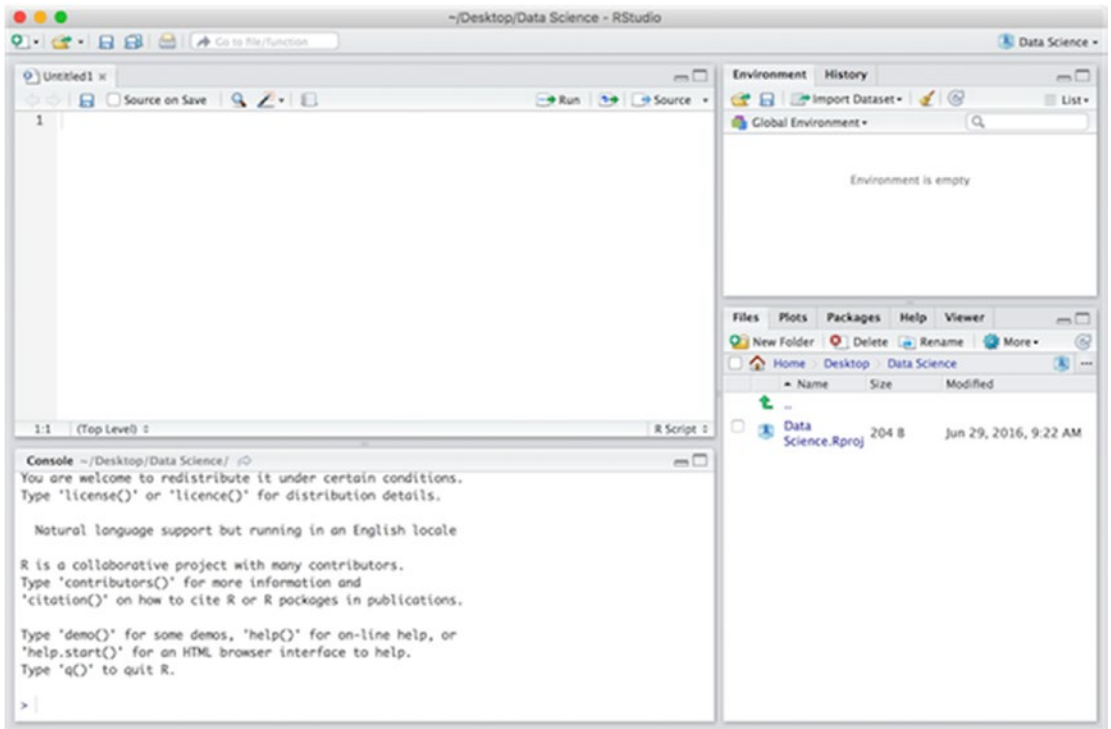 ~/Desktop/Data Science - RStudio
Go to file/function
Data Science
Untitled1
Source on Save
Run
Source
1
1:1 (Top Level)
R Script
Console ~/Desktop/Data Science/
You are welcome to redistribute it under certain conditions.
Type 'license()' or 'licence()' for distribution details.
Natural language support but running in an English locale
R is a collaborative project with many contributors.
Type 'contributors()' for more information and
'citation()' on how to cite R or R packages in publications.
Type 'demo()' for some demos, 'help()' for on-line help, or
'help.start()' for an HTML browser interface to help.
Type 'q()' to quit R.
>
Environment History
Import Dataset
List
Global Environment
Environment is empty
Files Plots Packages Help Viewer
New Folder Delete Rename More
Home Desktop Data Science
Name Size Modified
..
Data Science.Rproj 204 B Jun 29, 2016, 9:22 AM